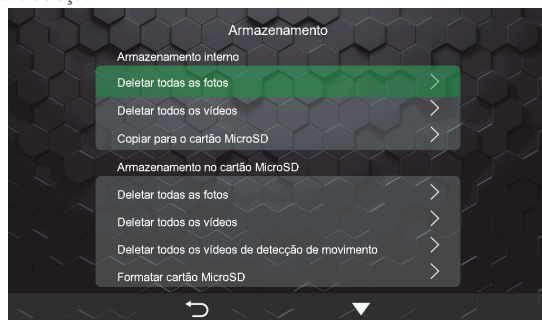 Armazenamento
Armazenamento interno
Deletar todas as fotos
Deletar todos os vídeos
Copiar para o cartão MicroSD
Armazenamento no cartão MicroSD
Deletar todas as fotos
Deletar todos os vídeos
Deletar todos os vídeos de detecção de movimento
Formatar cartão MicroSD